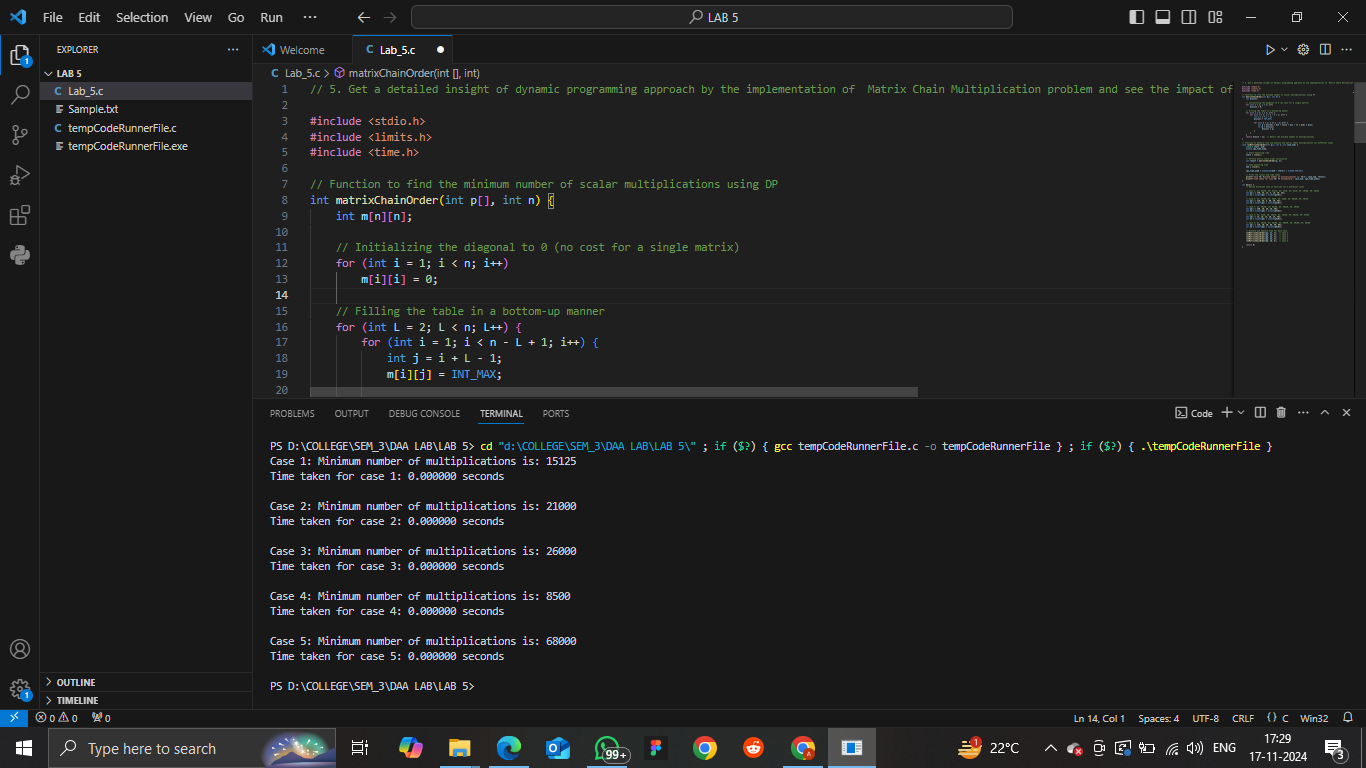 File Edit Selection View Go Run ··· LAB 5
EXPLORER ···
LAB 5
Lab_5.c
Sample.txt
tempCodeRunnerFile.c
tempCodeRunnerFile.exe
OUTLINE
TIMELINE
Welcome Lab_5.c
Lab_5.c > matrixChainOrder(int [], int)
1 // 5. Get a detailed insight of dynamic programming approach by the implementation of  Matrix Chain Multiplication problem and see the impact of
2
3 #include <stdio.h>
4 #include <limits.h>
5 #include <time.h>
6
7 // Function to find the minimum number of scalar multiplications using DP
8 int matrixChainOrder(int p[], int n) {
9 int m[n][n];
10
11 // Initializing the diagonal to 0 (no cost for a single matrix)
12 for (int i = 1; i < n; i++)
13 m[i][i] = 0;
14
15 // Filling the table in a bottom-up manner
16 for (int L = 2; L < n; L++) {
17 for (int i = 1; i < n - L + 1; i++) {
18 int j = i + L - 1;
19 m[i][j] = INT_MAX;
20
PROBLEMS OUTPUT DEBUG CONSOLE TERMINAL PORTS Code
PS D:\COLLEGE\SEM_3\DAA LAB\LAB 5> cd "d:\COLLEGE\SEM_3\DAA LAB\LAB 5\" ; if ($?) { gcc tempCodeRunnerFile.c -o tempCodeRunnerFile } ; if ($?) { .\tempCodeRunnerFile }
Case 1: Minimum number of multiplications is: 15125
Time taken for case 1: 0.000000 seconds
Case 2: Minimum number of multiplications is: 21000
Time taken for case 2: 0.000000 seconds
Case 3: Minimum number of multiplications is: 26000
Time taken for case 3: 0.000000 seconds
Case 4: Minimum number of multiplications is: 8500
Time taken for case 4: 0.000000 seconds
Case 5: Minimum number of multiplications is: 68000
Time taken for case 5: 0.000000 seconds
PS D:\COLLEGE\SEM_3\DAA LAB\LAB 5>
0 0 0 Ln 14, Col 1 Spaces: 4 UTF-8 CRLF {} C Win32
Type here to search 99+ 1 22°C ENG 17:29 3
17-11-2024